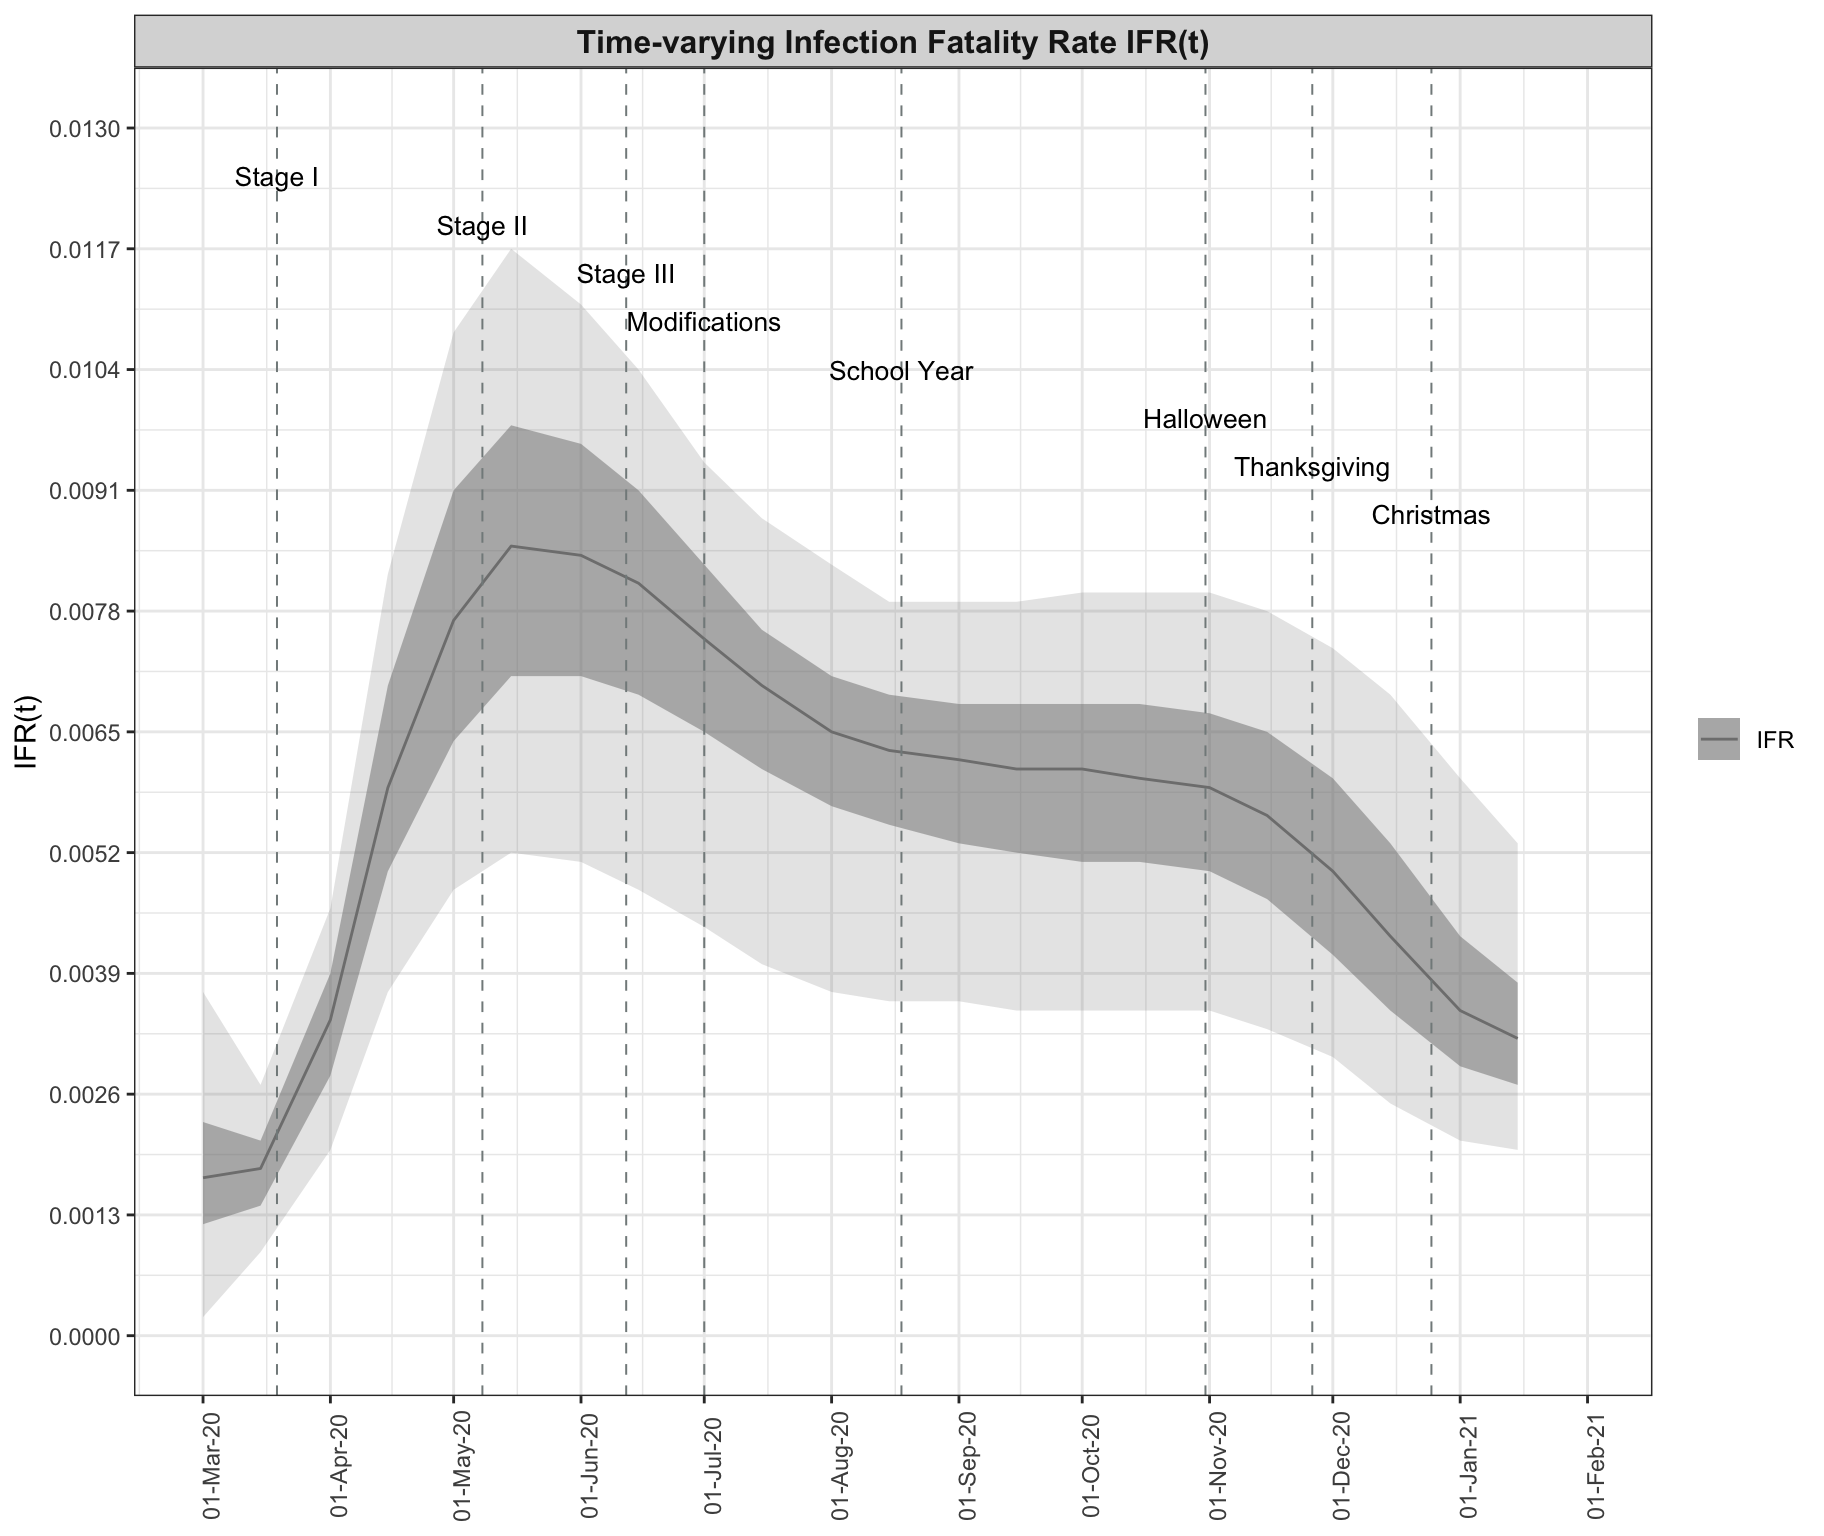 Time-varying Infection Fatality Rate IFR(t)
0.0130
Stage I
Stage II
0.0117
Stage III
Modifications
0.0104
School Year
Halloween
Thanksgiving
0.0091
Christmas
0.0078
0.0065
IFR(t)
IFR
0.0052
0.0039
0.0026
0.0013
0.0000
01-Mar-20
01-Apr-20
01-May-20
01-Jun-20
01-Jul-20
01-Aug-20
01-Sep-20
01-Oct-20
01-Nov-20
01-Dec-20
01-Jan-21
01-Feb-21